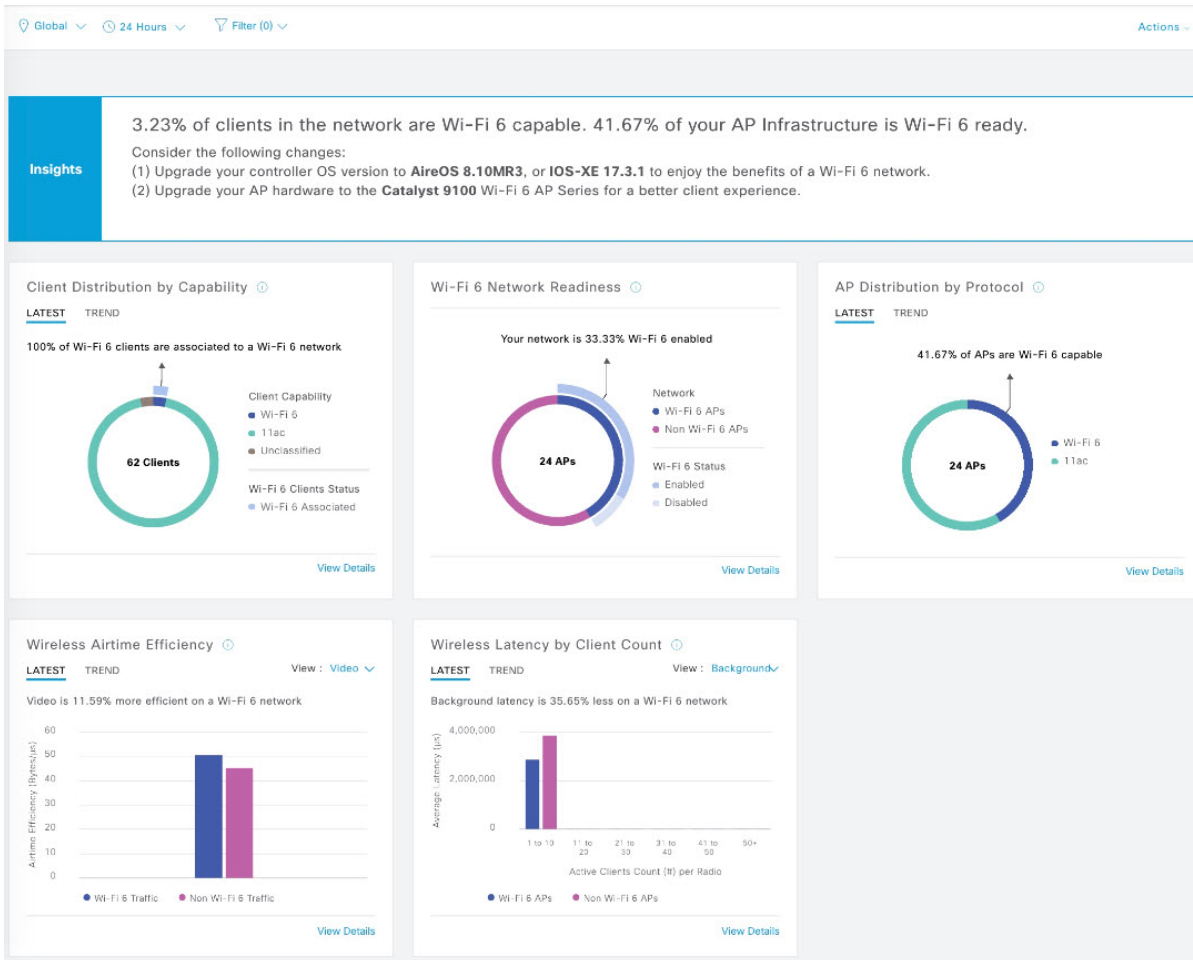 Global 24 Hours Filter (0) Actions
Insights
3.23% of clients in the network are Wi-Fi 6 capable. 41.67% of your AP Infrastructure is Wi-Fi 6 ready.
Consider the following changes:
(1) Upgrade your controller OS version to AireOS 8.10MR3, or IOS-XE 17.3.1 to enjoy the benefits of a Wi-Fi 6 network.
(2) Upgrade your AP hardware to the Catalyst 9100 Wi-Fi 6 AP Series for a better client experience.
Client Distribution by Capability
LATEST TREND
100% of Wi-Fi 6 clients are associated to a Wi-Fi 6 network
62 Clients
Client Capability
Wi-Fi 6
11ac
Unclassified
Wi-Fi 6 Clients Status
Wi-Fi 6 Associated
View Details
Wi-Fi 6 Network Readiness
Your network is 33.33% Wi-Fi 6 enabled
24 APs
Network
Wi-Fi 6 APs
Non Wi-Fi 6 APs
Wi-Fi 6 Status
Enabled
Disabled
View Details
AP Distribution by Protocol
LATEST TREND
41.67% of APs are Wi-Fi 6 capable
24 APs
Wi-Fi 6
11ac
View Details
Wireless Airtime Efficiency
LATEST TREND View : Video
Video is 11.59% more efficient on a Wi-Fi 6 network
Airtime Efficiency (Bytes/µs)
60
50
40
30
20
10
0
Wi-Fi 6 Traffic Non Wi-Fi 6 Traffic
View Details
Wireless Latency by Client Count
LATEST TREND View : Background
Background latency is 35.65% less on a Wi-Fi 6 network
Average Latency (µs)
4,000,000
2,000,000
0
1 to 10 11 to 20 21 to 30 31 to 40 41 to 50 50+
Active Clients Count (#) per Radio
Wi-Fi 6 APs Non Wi-Fi 6 APs
View Details